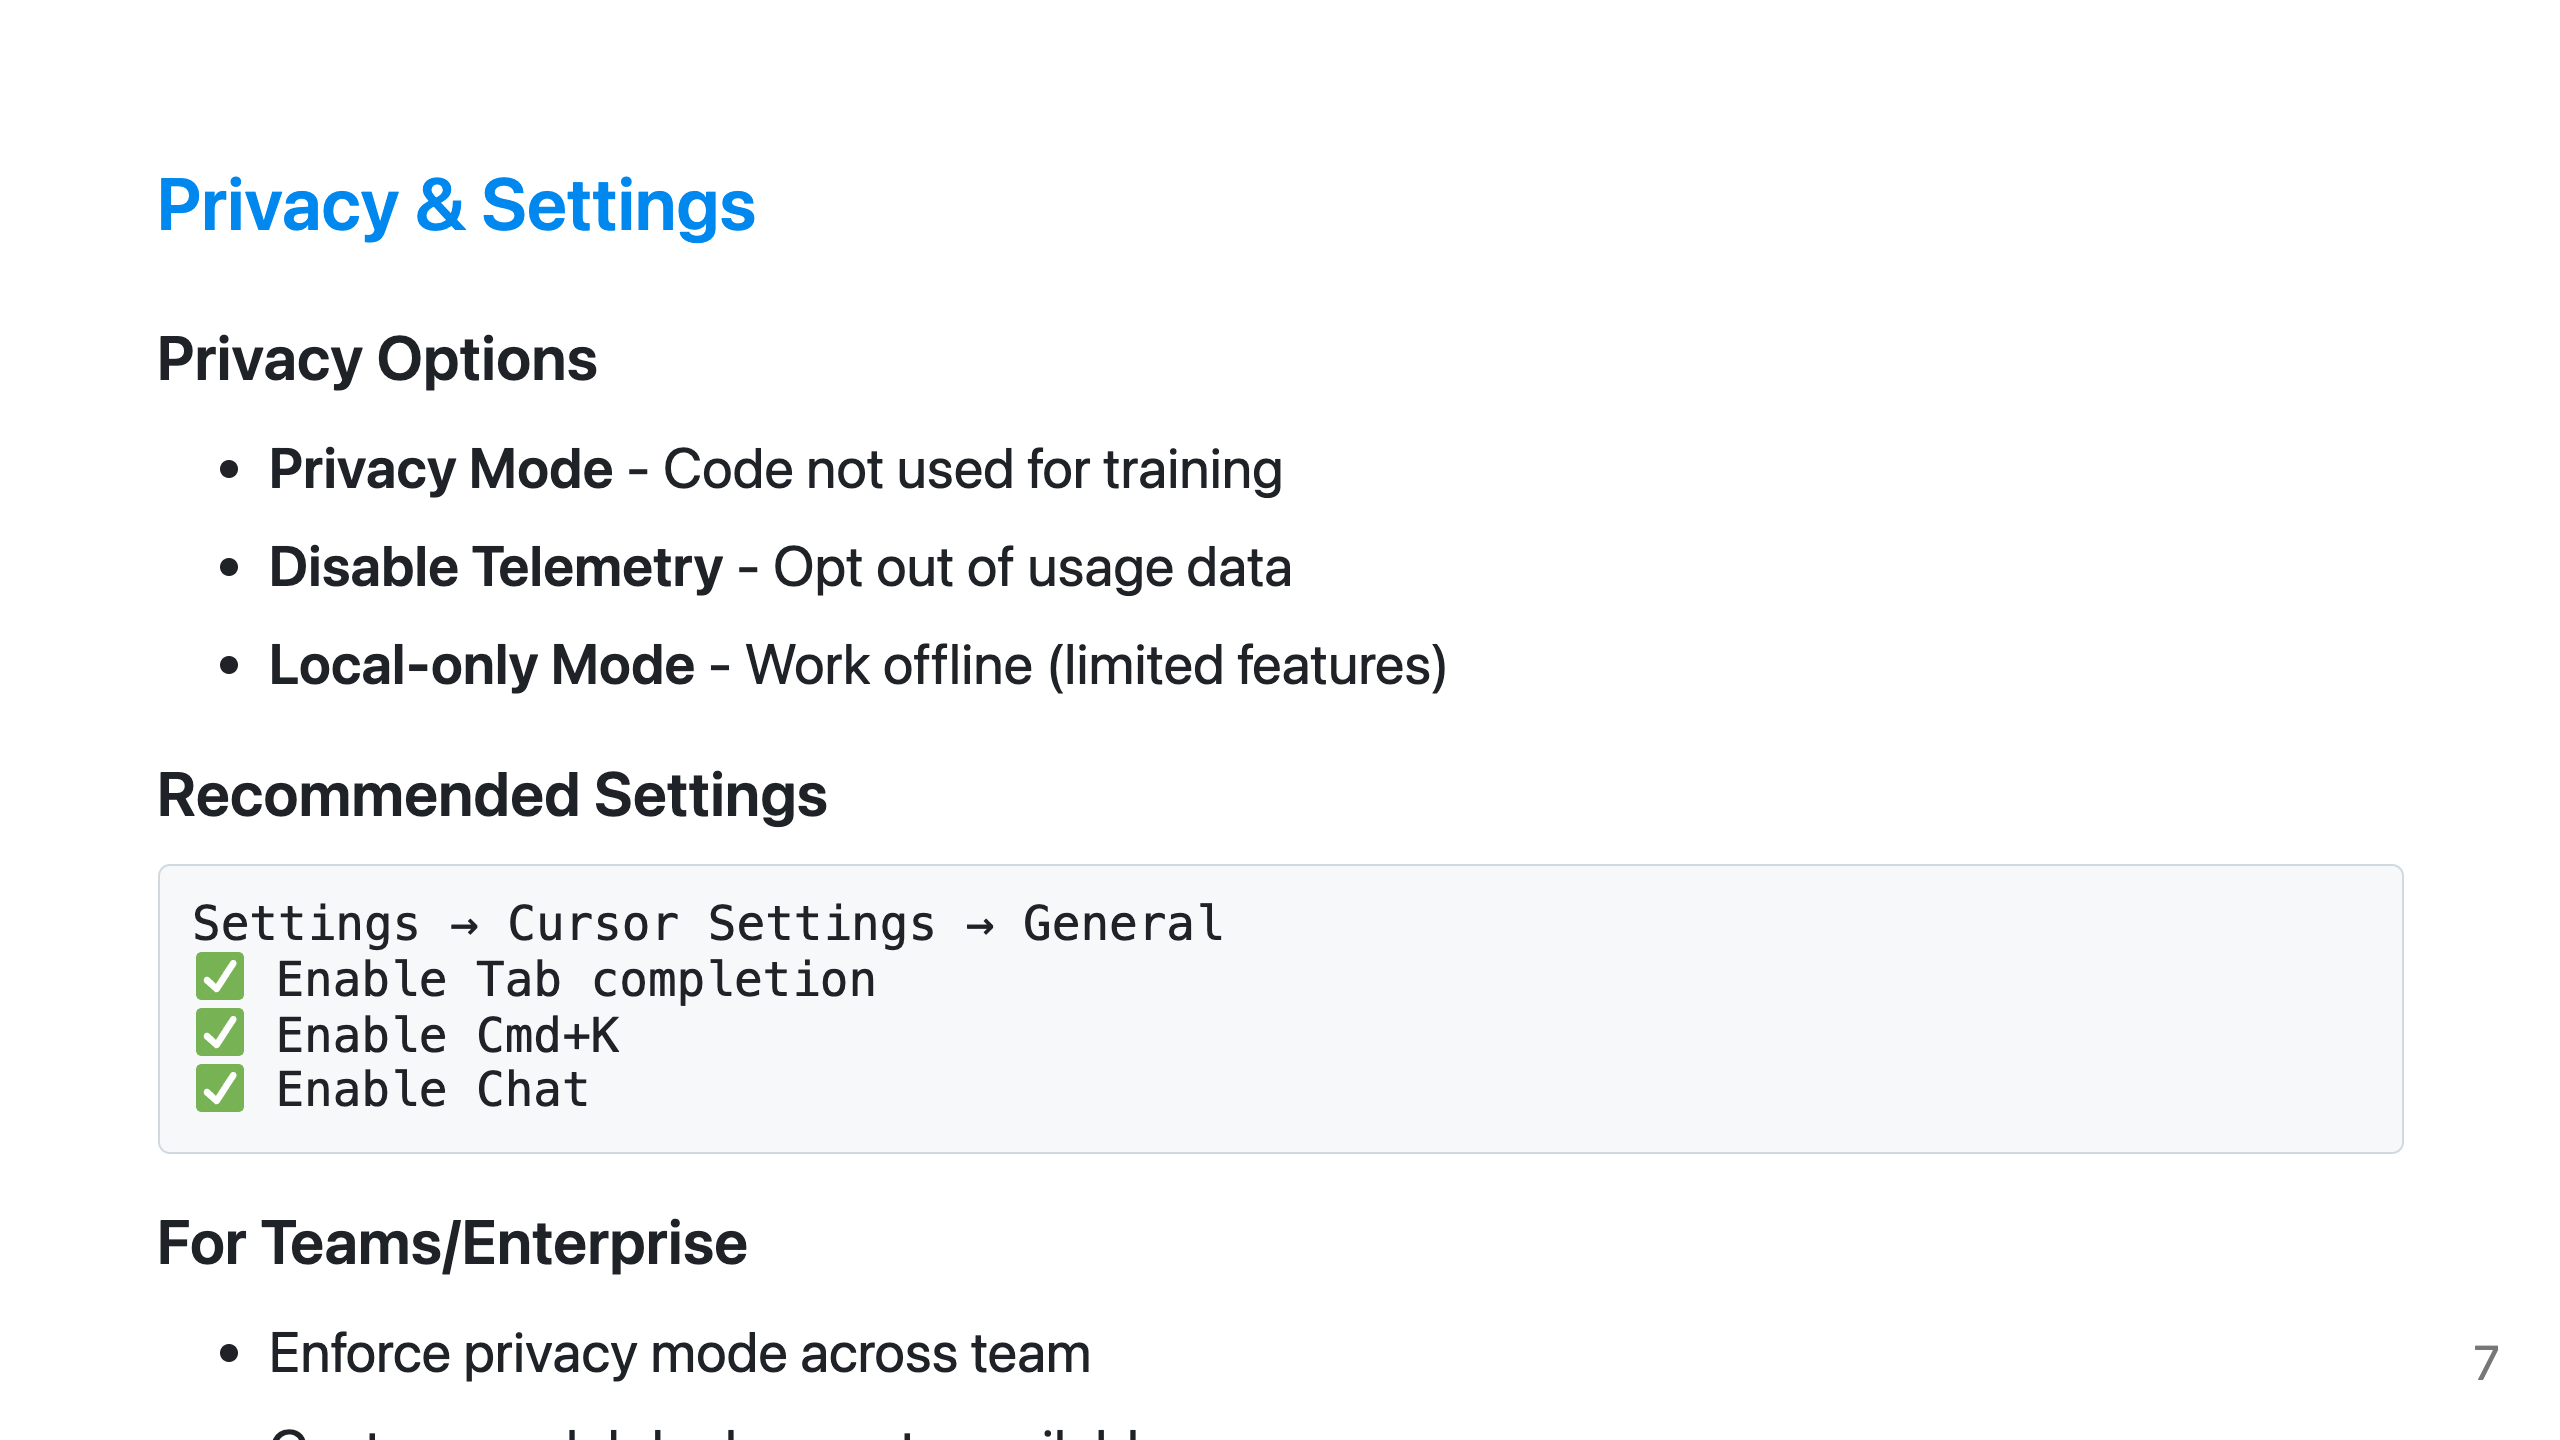 Privacy & Settings
Privacy Options
• Privacy Mode - Code not used for training
• Disable Telemetry - Opt out of usage data
• Local-only Mode - Work offline (limited features)
Recommended Settings
Settings → Cursor Settings → General
✅ Enable Tab completion
✅ Enable Cmd+K
✅ Enable Chat
For Teams/Enterprise
• Enforce privacy mode across team
7